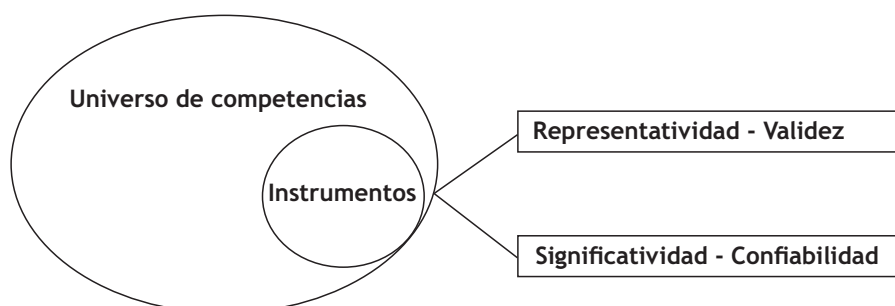 Universo de competencias
Instrumentos
Representatividad - Validez
Significatividad - Confiabilidad